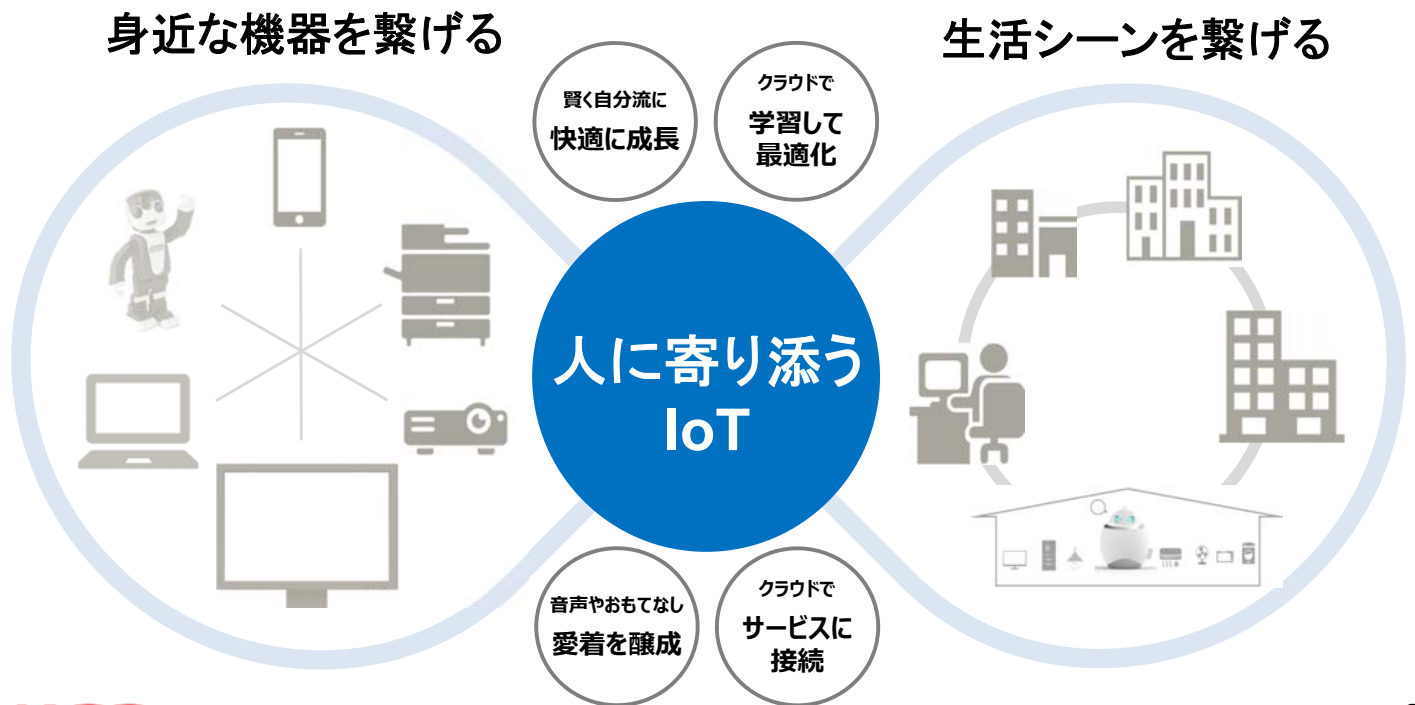 身近な機器を繋げる
生活シーンを繋げる
賢く自分流に
快適に成長
クラウドで
学習して
最適化
人に寄り添う
IoT
音声やおもてなし
愛着を醸成
クラウドで
サービスに
接続